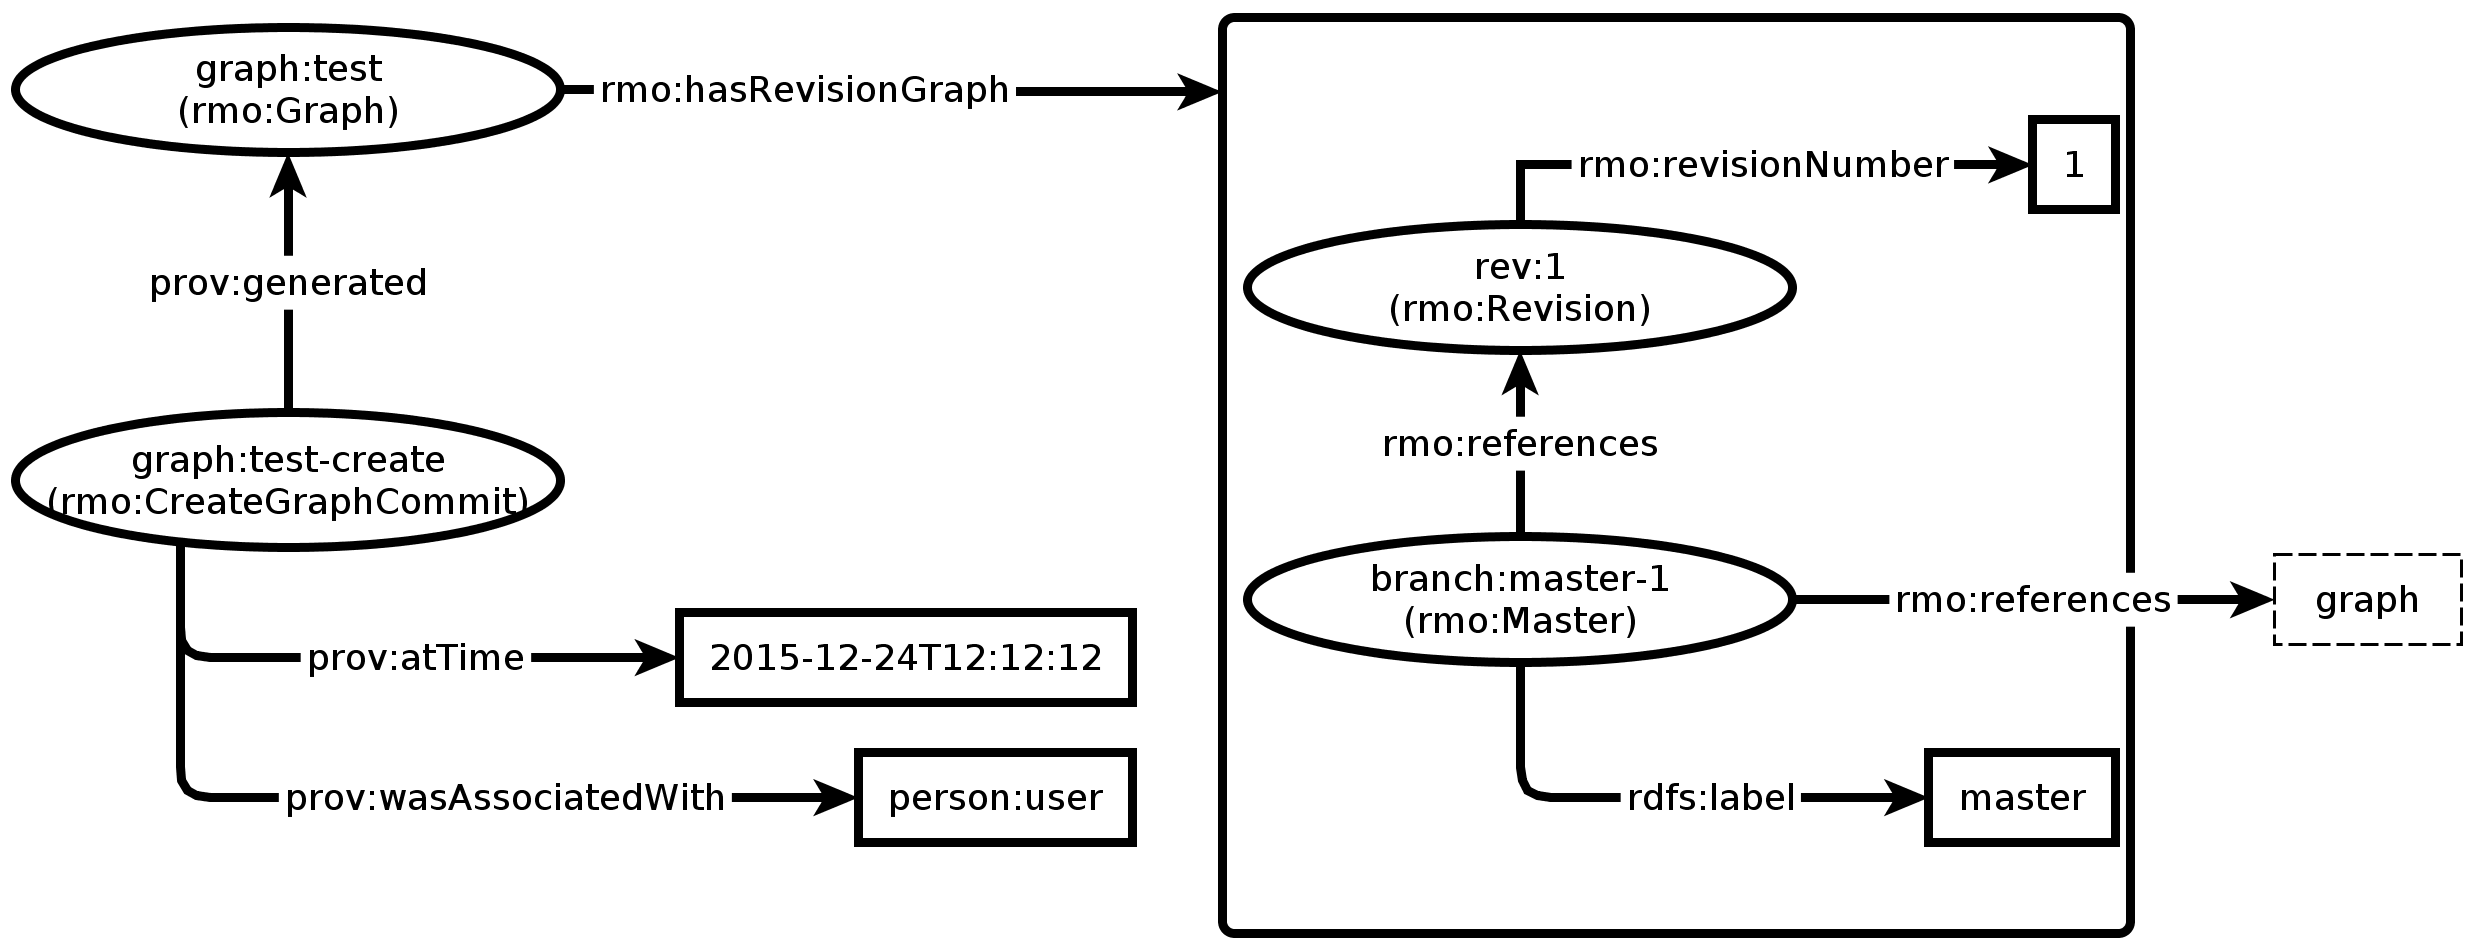 graph:test
(rmo:Graph)
rmo:hasRevisionGraph
prov:generated
graph:test-create
(rmo:CreateGraphCommit)
prov:atTime
2015-12-24T12:12:12
prov:wasAssociatedWith
person:user
rmo:revisionNumber
1
rev:1
(rmo:Revision)
rmo:references
branch:master-1
(rmo:Master)
rmo:references
graph
rdfs:label
master